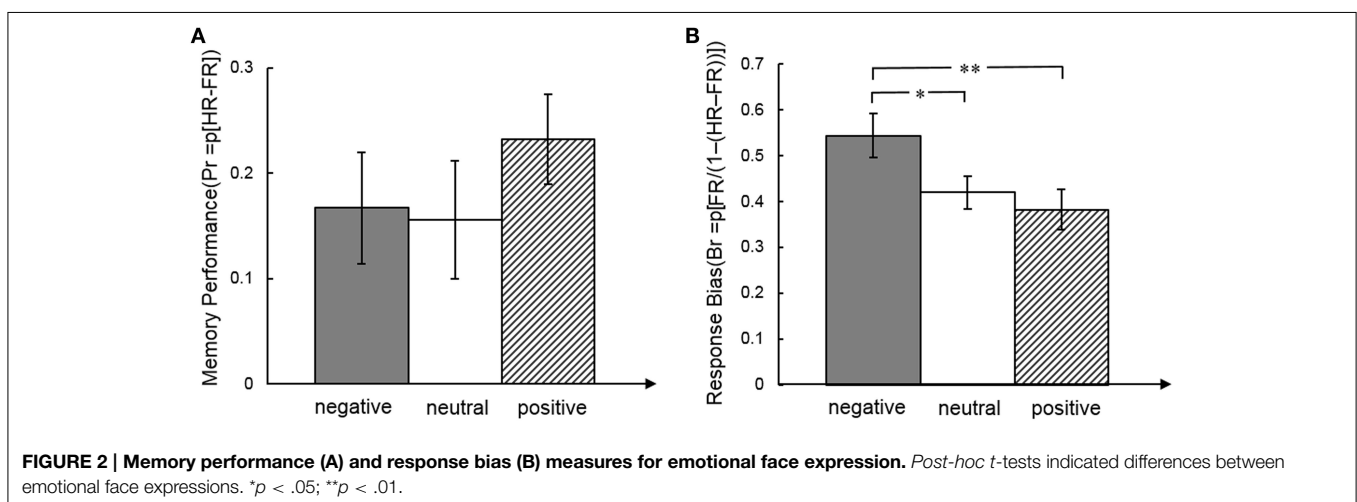 A
Memory Performance(Pr =p[HR-FR])
0.3
0.2
0.1
0
negative neutral positive
B
Response Bias(Br =p[FR/(1–(HR–FR))])
0.7
0.6
0.5
0.4
0.3
0.2
0.1
0
**
*
negative neutral positive
FIGURE 2 | Memory performance (A) and response bias (B) measures for emotional face expression. Post-hoc t-tests indicated differences between
emotional face expressions. *p < .05; **p < .01.